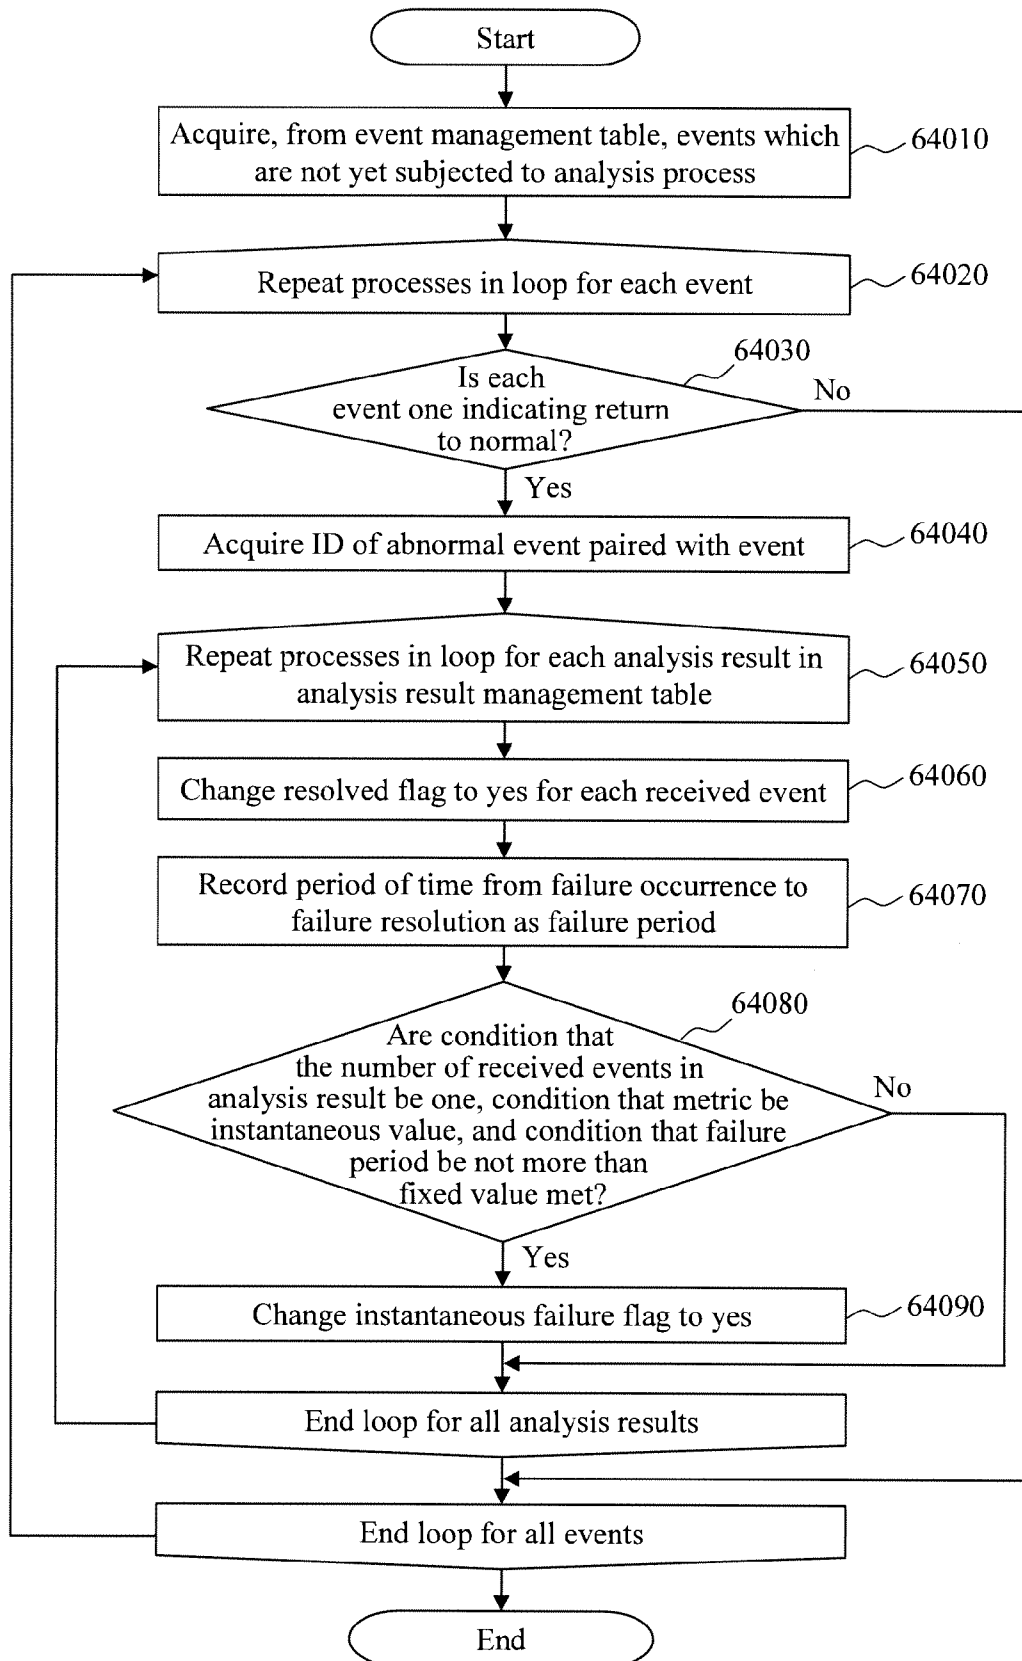 Start
Acquire, from event management table, events which
are not yet subjected to analysis process
64010
Repeat processes in loop for each event
64020
64030
Is each
event one indicating return
to normal?
No
Yes
Acquire ID of abnormal event paired with event
64040
Repeat processes in loop for each analysis result in
analysis result management table
64050
Change resolved flag to yes for each received event
64060
Record period of time from failure occurrence to
failure resolution as failure period
64070
64080
Are condition that
the number of received events in
analysis result be one, condition that metric be
instantaneous value, and condition that failure
period be not more than
fixed value met?
No
Yes
Change instantaneous failure flag to yes
64090
End loop for all analysis results
End loop for all events
End